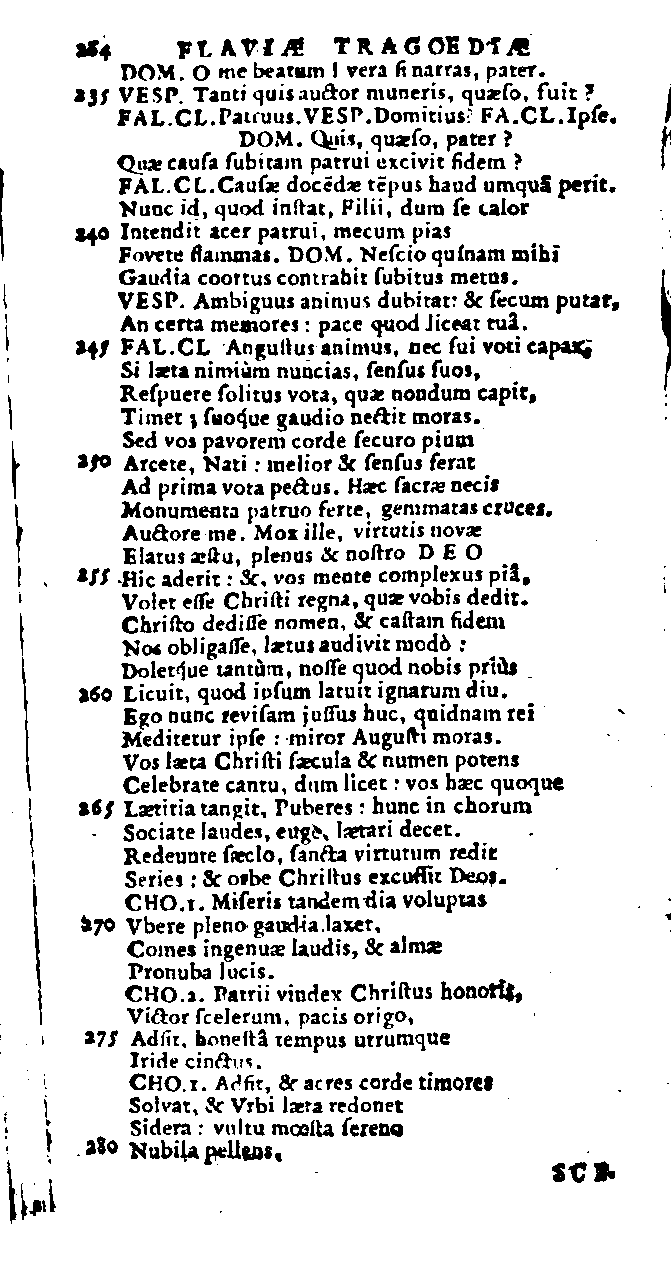 264 FLAVIÆ TRAGOEDIÆ
DOM. O me beatum ! vera ſi narras, pater.
235 VESP. Tanti quis auctor muneris, quæſo, fuit ?
FAL.CL.Patruus.VESP.Domitius? FA.CL.Ipſe.
DOM. Quis, quæſo, pater ?
Quæ cauſa ſubitam patrui excivit fidem ?
FAL.CL.Cauſæ docēdæ tēpus haud umquā perit.
Nunc id, quod inſtat, Filii, dum ſe calor
240 Intendit acer patrui, mecum pias
Fovete flammas. DOM. Neſcio quſnam mihi
Gaudia coortus contrahit ſubitus metus.
VESP. Ambiguus animus dubitat: & ſecum putat,
An certa memores : pace quod liceat tuâ.
245 FAL.CL Anguſtus animus, nec ſui voti capax;
Si læta nimiùm nuncias, ſenſus ſuos,
Reſpuere ſolitus vota, quæ nondum capit,
Timet ; ſuoque gaudio nectit moras.
Sed vos pavorem corde ſecuro pium
250 Arcete, Nati : melior & ſenſus ferat
Ad prima vota pectus. Hæc ſacræ necis
Monumenta patruo ferte, gemmatas cruces.
Auctore me. Mox ille, virtutis novæ
Elatus æſtu, plenus & noſtro DEO
255 Hic aderit : &, vos mente complexus piâ,
Volet eſſe Chriſti regna, quæ vobis dedit.
Chriſto dediſſe nomen, & caſtam fidem
Nos obligaſſe, lætus audivit modò :
Doletque tantùm, noſſe quod nobis priùs
260 Licuit, quod ipſum latuit ignarum diu.
Ego nunc reviſam juſſus huc, quidnam rei
Meditetur ipſe : miror Auguſti moras.
Vos læta Chriſti ſæcula & numen potens
Celebrate cantu, dum licet : vos hæc quoque
265 Lætitia tangit, Puberes : hunc in chorum
Sociate laudes, eugè, lætari decet.
Redeunte ſæclo, ſancta virtutum redit
Series : & orbe Chriſtus excuſſit Deos.
CHO.1. Miſeris tandem dia voluptas
270 Vbere pleno gaudia laxet,
Comes ingenuæ laudis, & almæ
Pronuba lucis.
CHO.2. Patrii vindex Chriſtus honoris,
Victor ſcelerum, pacis origo,
275 Adſit, honeſtâ tempus utrumque
Iride cinctus.
CHO.1. Adſit, & acres corde timores
Solvat, & Vrbi læta redonet
Sidera : vultu mœſta ſereno
280 Nubila pellens,
SCE.